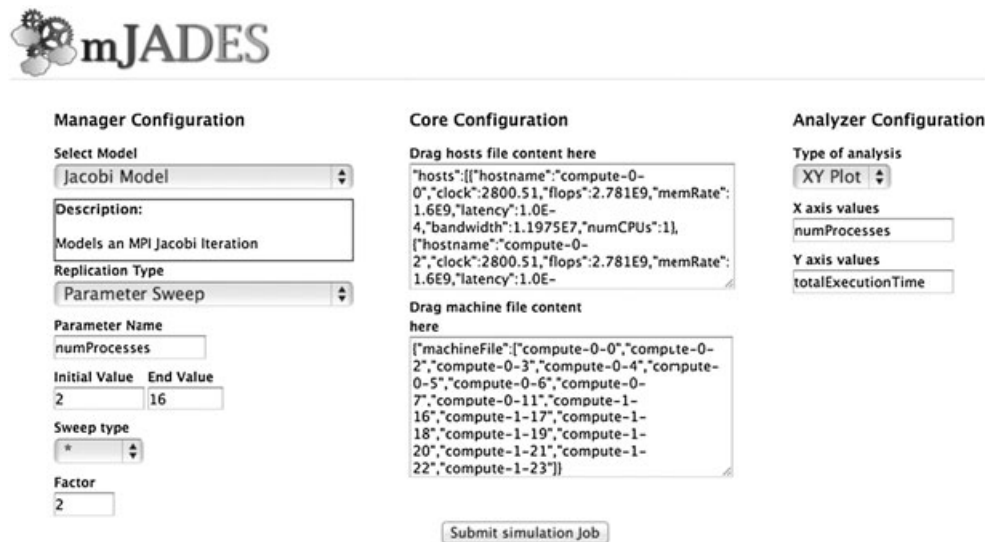 mJADES
Manager Configuration
Select Model
Jacobi Model
Description:
Models an MPI Jacobi Iteration
Replication Type
Parameter Sweep
Parameter Name
numProcesses
Initial Value End Value
2 16
Sweep type
*
Factor
2
Core Configuration
Drag hosts file content here
"hosts":[{"hostname":"compute-0-
0","clock":2800.51,"flops":2.781E9,"memRate":
1.6E9,"latency":1.0E-
4,"bandwidth":1.1975E7,"numCPUs":1},
{"hostname":"compute-0-
2","clock":2800.51,"flops":2.781E9,"memRate":
1.6E9,"latency":1.0E-
Drag machine file content
here
{"machineFile":["compute-0-0","compute-0-
2","compute-0-3","compute-0-4","compute-
0-5","compute-0-6","compute-0-
7","compute-0-11","compute-1-
16","compute-1-17","compute-1-
18","compute-1-19","compute-1-
20","compute-1-21","compute-1-
22","compute-1-23"]}
Submit simulation Job
Analyzer Configuration
Type of analysis
XY Plot
X axis values
numProcesses
Y axis values
totalExecutionTime